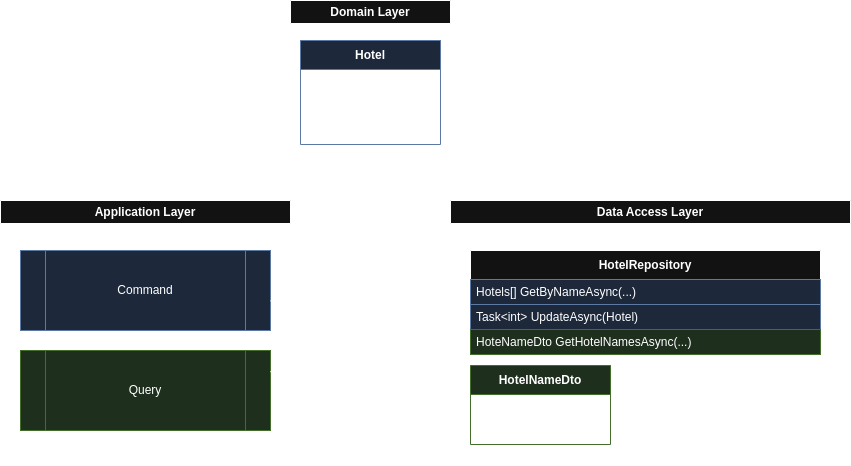 Domain Layer
Hotel
Application Layer
Data Access Layer
Command
Query
HotelRepository
Hotels[] GetByNameAsync(...)
Task<int> UpdateAsync(Hotel)
HoteNameDto GetHotelNamesAsync(...)
HotelNameDto